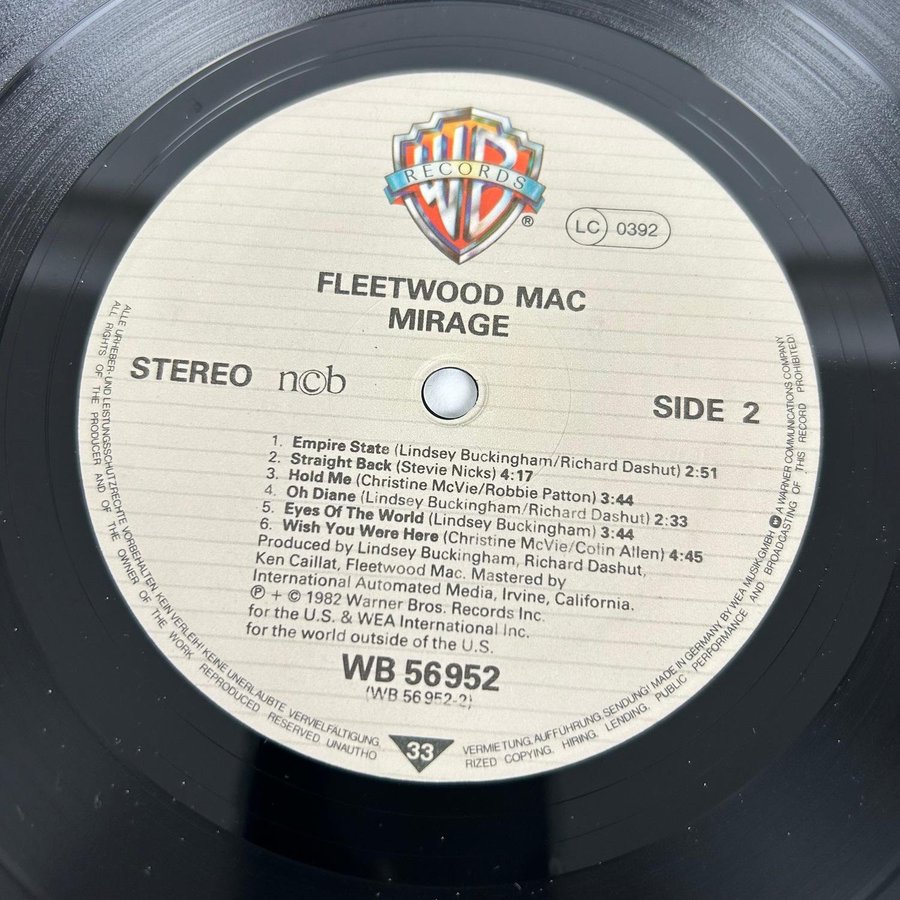 WB
RECORDS
®
LC 0392
FLEETWOOD MAC
MIRAGE
STEREO ncb
SIDE 2
1. Empire State (Lindsey Buckingham/Richard Dashut) 2:51
2. Straight Back (Stevie Nicks) 4:17
3. Hold Me (Christine McVie/Robbie Patton) 3:44
4. Oh Diane (Lindsey Buckingham/Richard Dashut) 2:33
5. Eyes Of The World (Lindsey Buckingham) 3:44
6. Wish You Were Here (Christine McVie/Colin Allen) 4:45
Produced by Lindsey Buckingham, Richard Dashut,
Ken Caillat, Fleetwood Mac. Mastered by
International Automated Media, Irvine, California.
℗ + © 1982 Warner Bros. Records Inc.
for the U.S. & WEA International Inc.
for the world outside of the U.S.
WB 56952
(WB 56 952-2)
33
ALLE URHEBER- UND LEISTUNGSSCHUTZRECHTE VORBEHALTEN. KEIN VERLEIH! KEINE UNERLAUBTE VERVIELFÄLTIGUNG,
VERMIETUNG, AUFFÜHRUNG, SENDUNG! MADE IN GERMANY BY WEA MUSIK GMBH A WARNER COMMUNICATIONS COMPANY
ALL RIGHTS OF THE PRODUCER AND OF THE OWNER OF THE WORK REPRODUCED RESERVED UNAUTHO
RIZED COPYING. HIRING. LENDING. PUBLIC PERFORMANCE AND BROADCASTING OF THIS RECORD PROHIBITED!